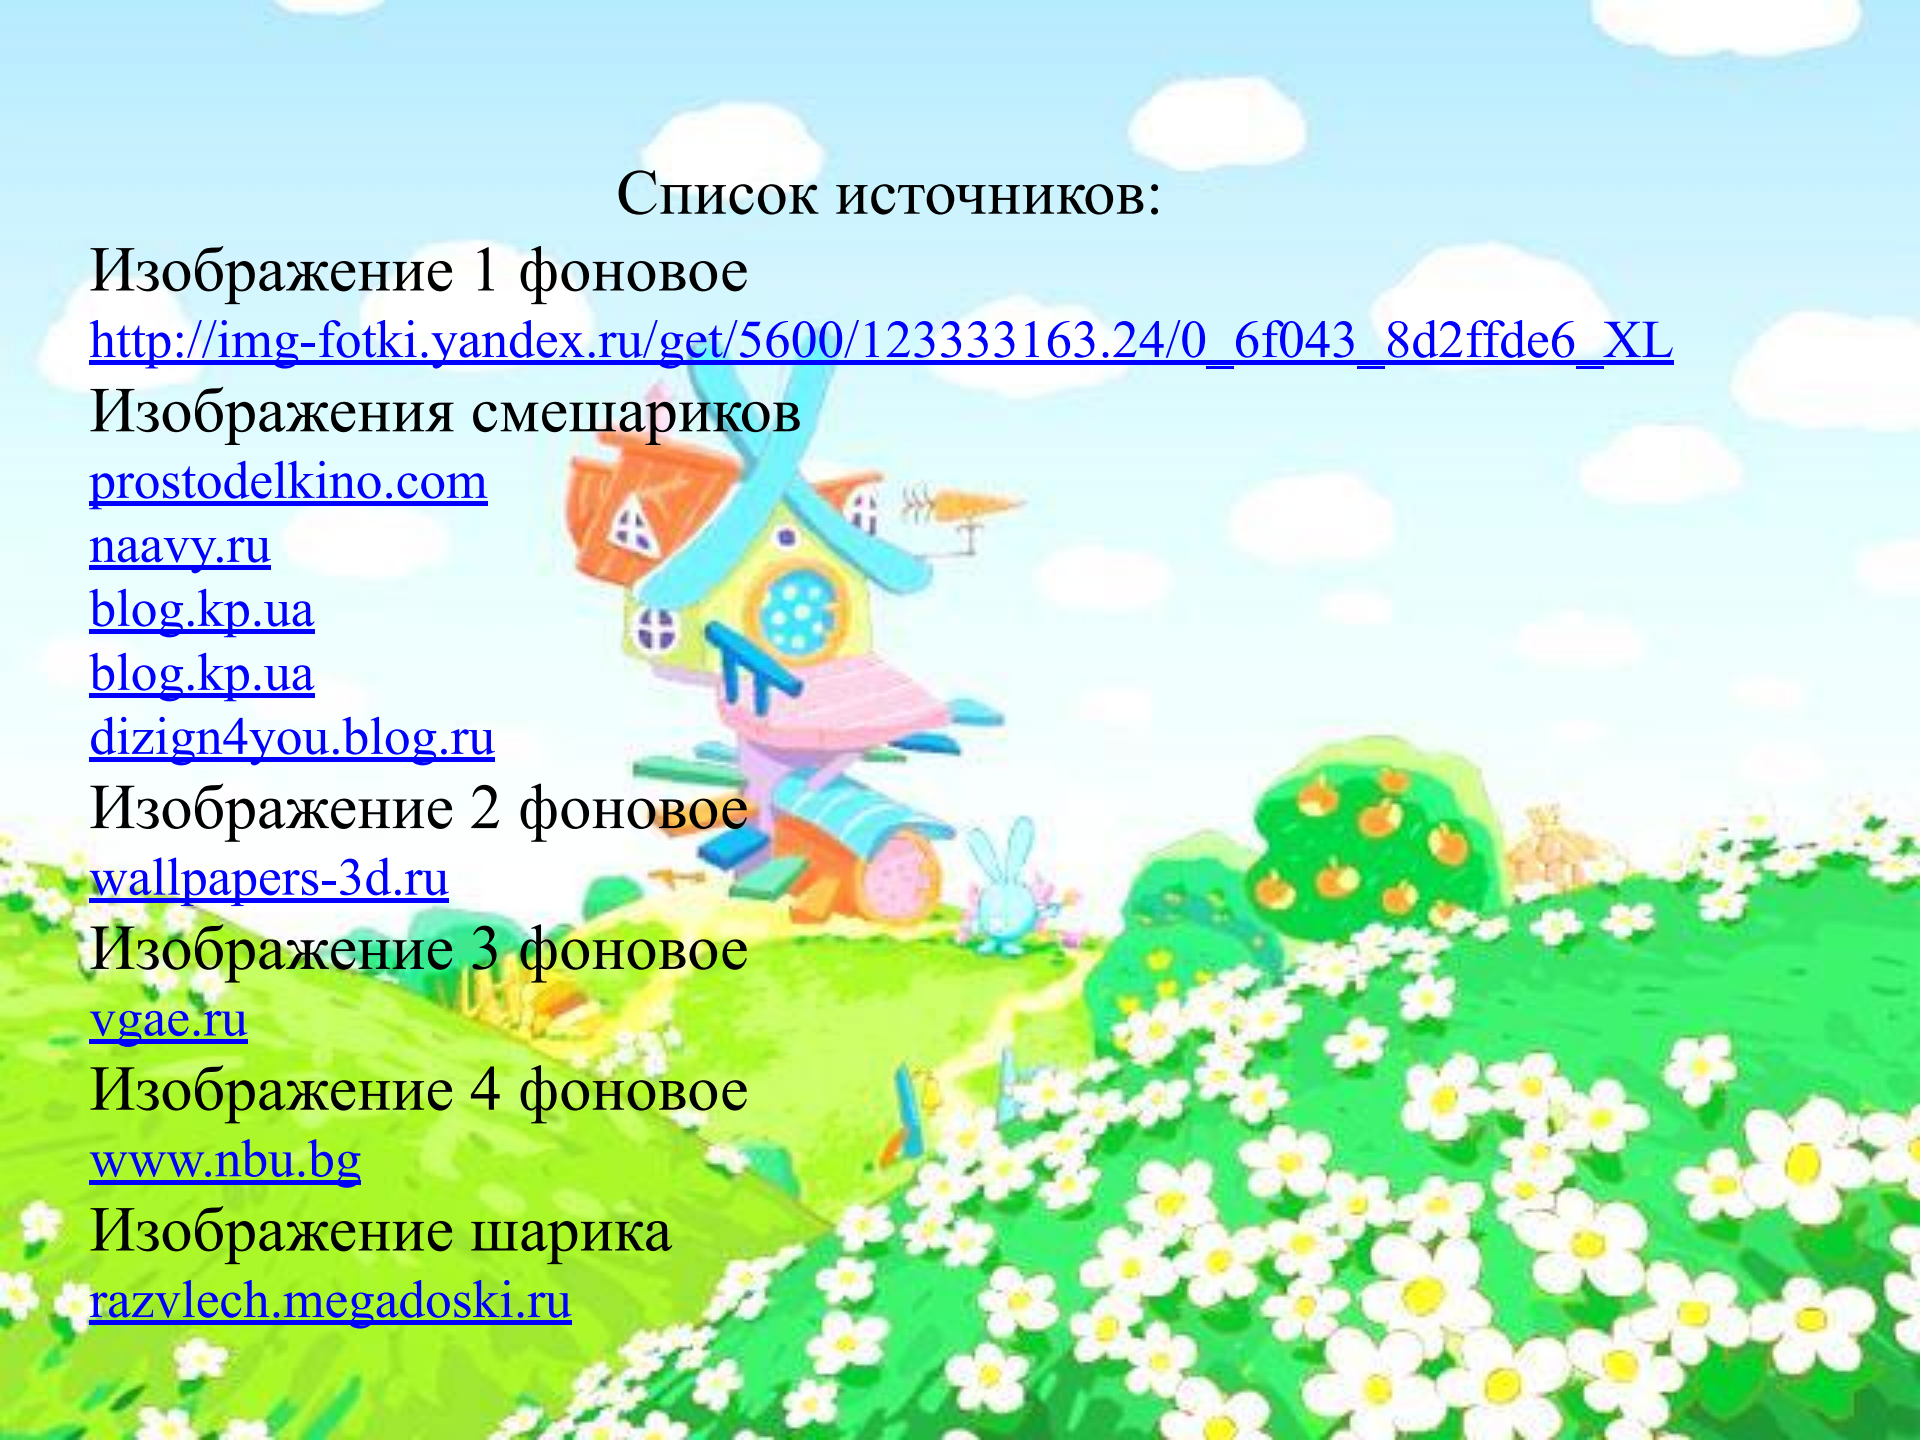 Список источников:
Изображение 1 фоновое
http://img-fotki.yandex.ru/get/5600/123333163.24/0_6f043_8d2ffde6_XL
Изображения смешариков
prostodelkino.com
naavy.ru
blog.kp.ua
blog.kp.ua
dizign4you.blog.ru
Изображение 2 фоновое
wallpapers-3d.ru
Изображение 3 фоновое
vgae.ru
Изображение 4 фоновое
www.nbu.bg
Изображение шарика
razvlech.megadoski.ru